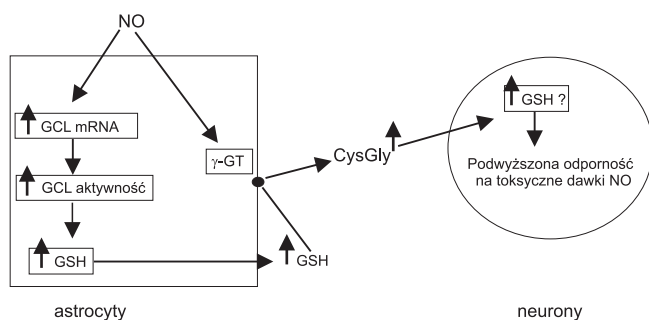 NO
GCL mRNA
γ-GT
GCL aktywność
GSH
GSH
CysGly
GSH ?
Podwyższona odporność
na toksyczne dawki NO
astrocyty
neurony